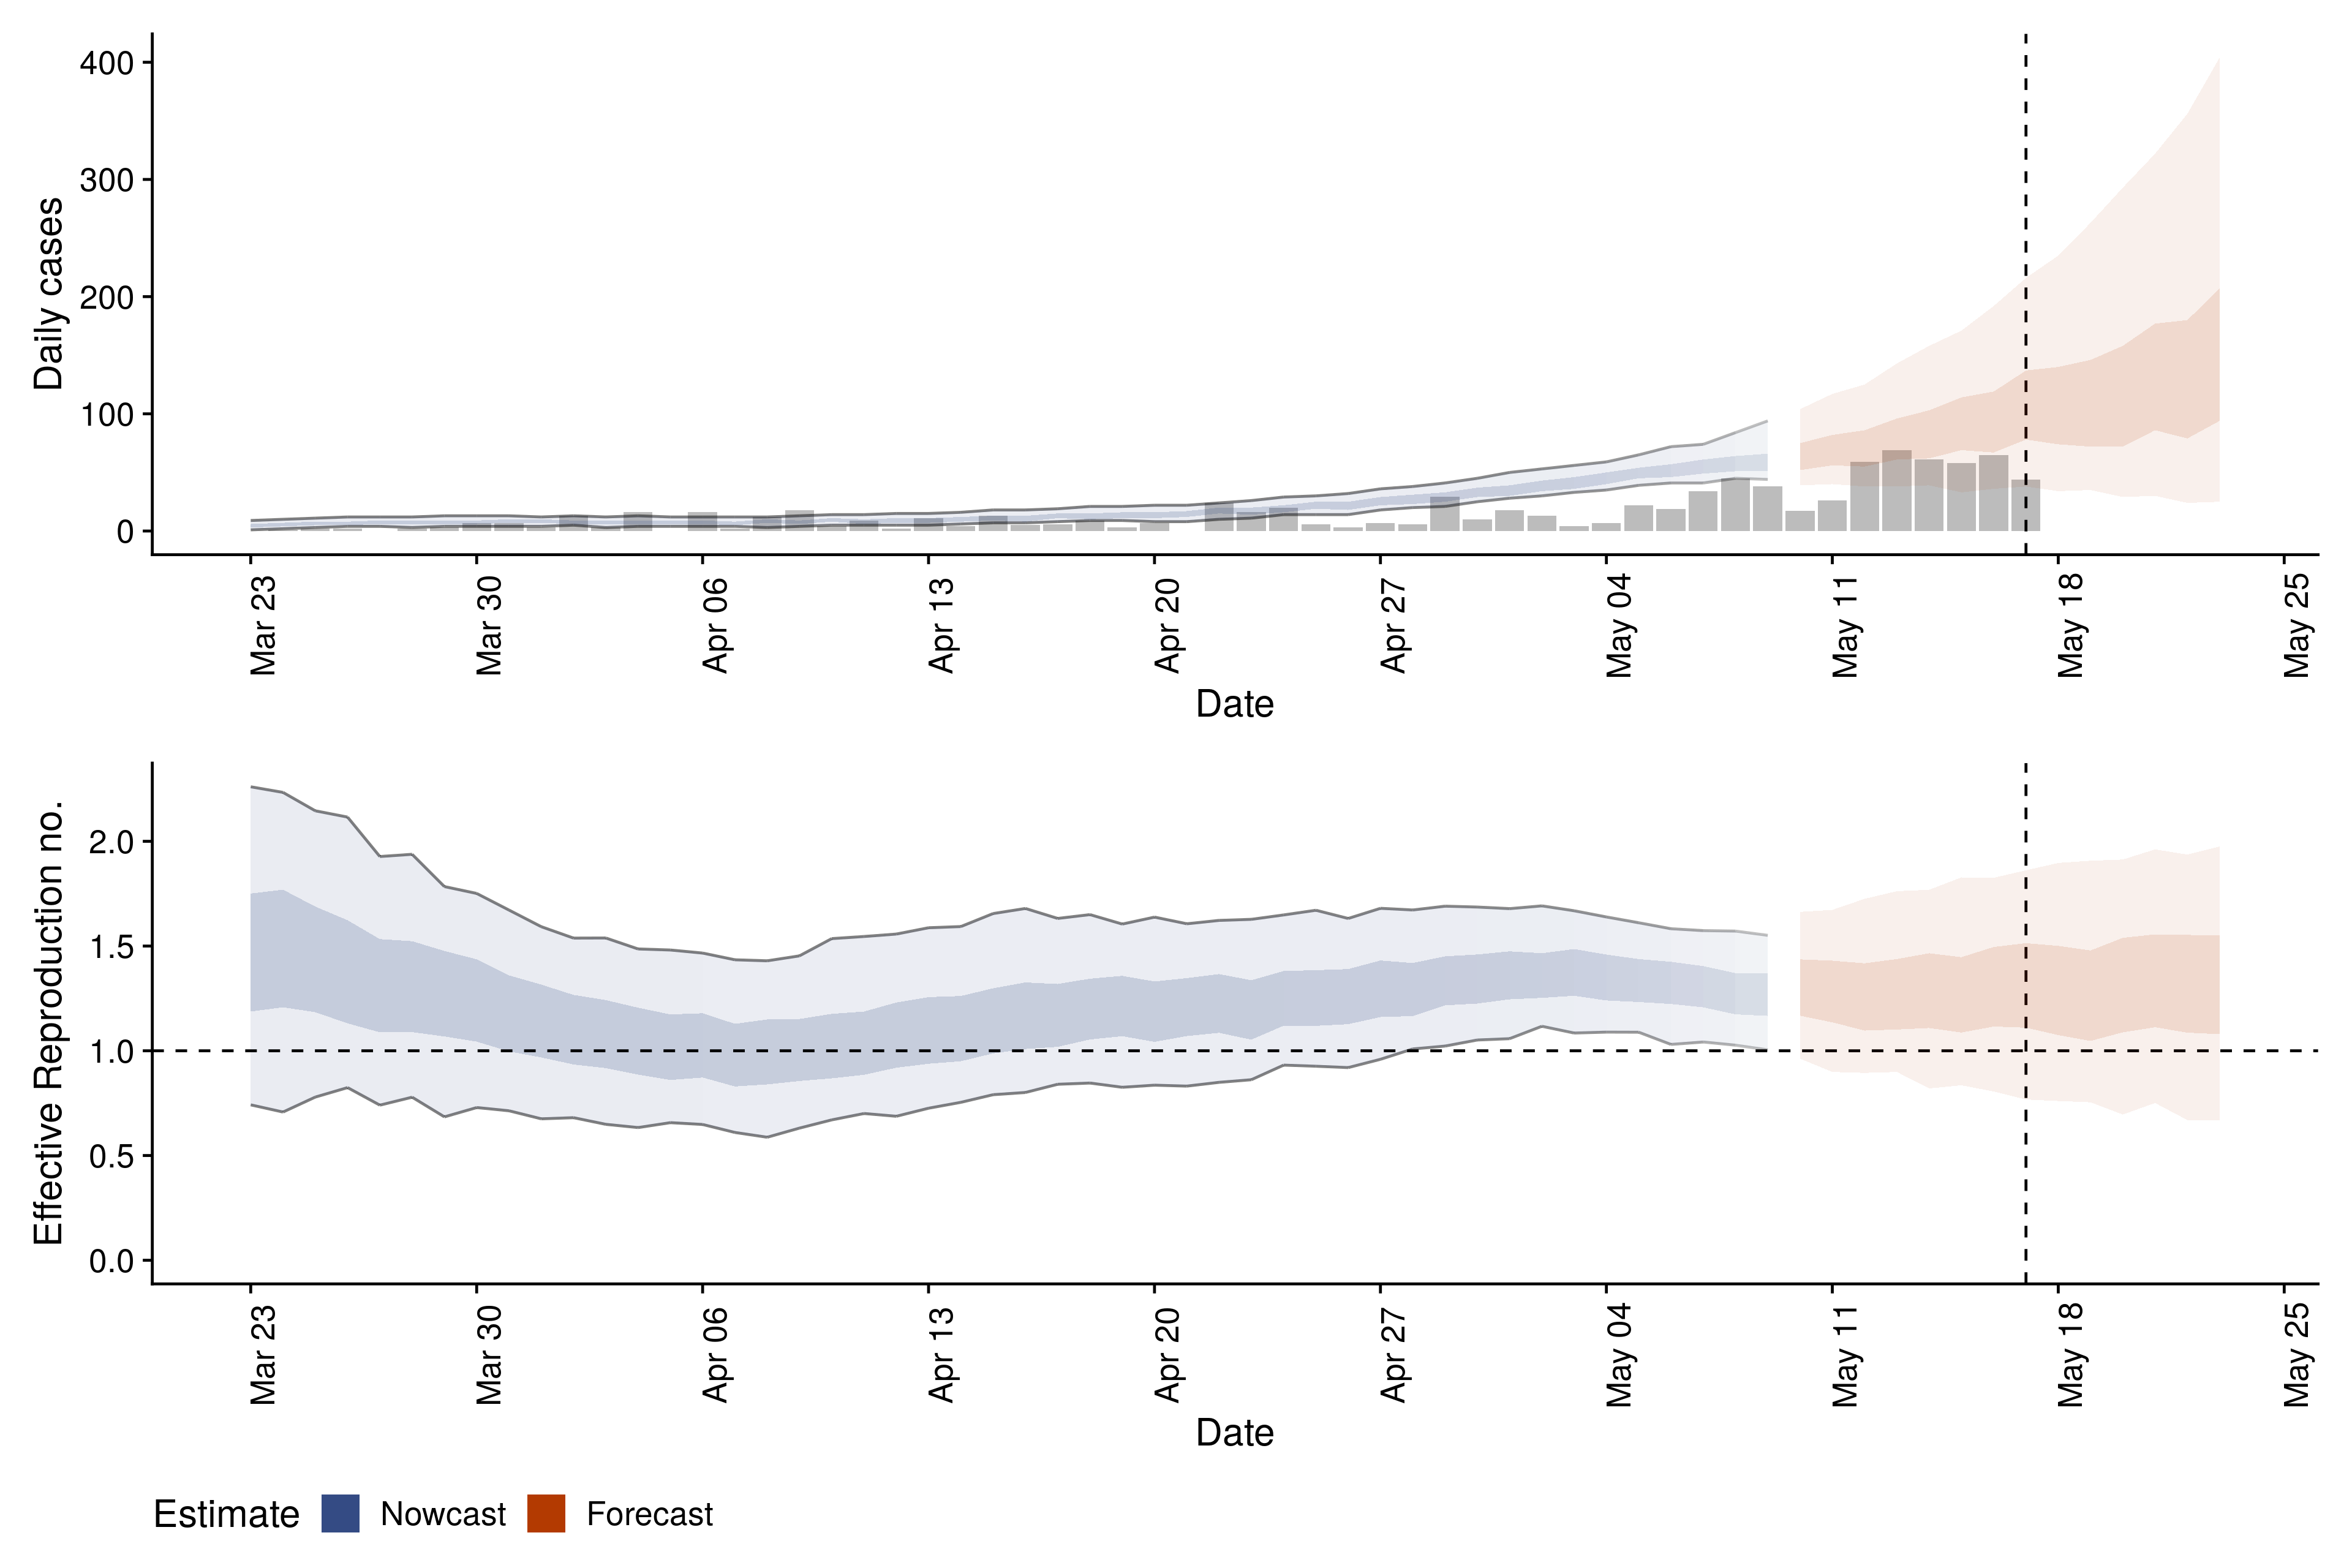 Daily cases
400
300
200
100
0
Mar 23
Mar 30
Apr 06
Apr 13
Apr 20
Apr 27
May 04
May 11
May 18
May 25
Date
Effective Reproduction no.
2.0
1.5
1.0
0.5
0.0
Mar 23
Mar 30
Apr 06
Apr 13
Apr 20
Apr 27
May 04
May 11
May 18
May 25
Date
Estimate Nowcast Forecast